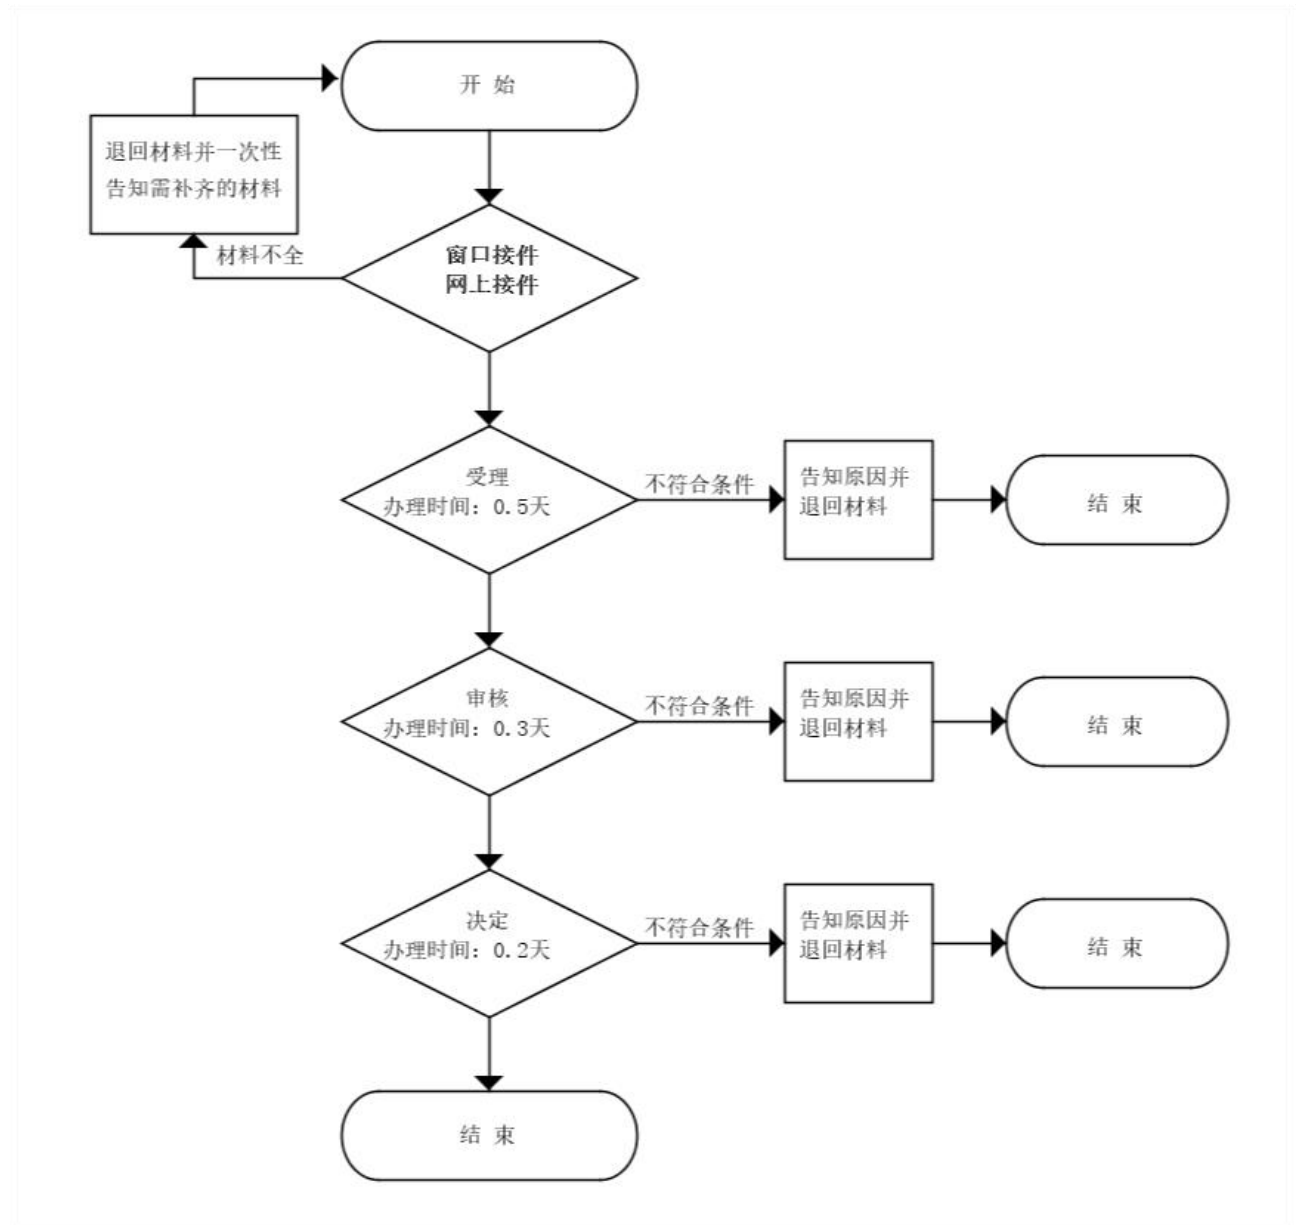 开 始
退回材料并一次性
告知需补齐的材料
材料不全
窗口接件
网上接件
受理
办理时间: 0.5天
不符合条件
告知原因并
退回材料
结 束
审核
办理时间: 0.3天
不符合条件
告知原因并
退回材料
结 束
决定
办理时间: 0.2天
不符合条件
告知原因并
退回材料
结 束
结 束